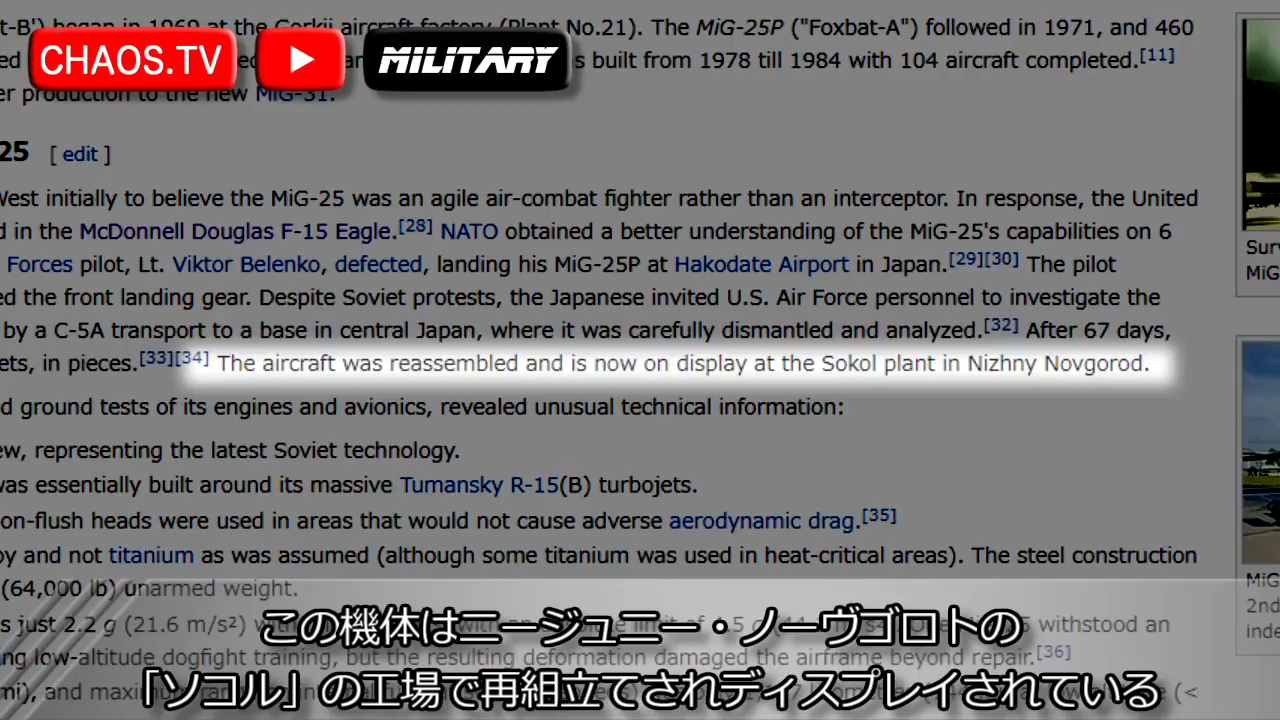 t-B') began in 1969 at the Gorkii aircraft factory (Plant No.21). The MiG-25P ("Foxbat-A") followed in 1971, and 460
CHAOS.TV
MILITARY
s built from 1978 till 1984 with 104 aircraft completed.[11]
er production to the new MiG-31.
25 [ edit ]
West initially to believe the MiG-25 was an agile air-combat fighter rather than an interceptor. In response, the United
d in the McDonnell Douglas F-15 Eagle.[28] NATO obtained a better understanding of the MiG-25's capabilities on 6
Forces pilot, Lt. Viktor Belenko, defected, landing his MiG-25P at Hakodate Airport in Japan.[29][30] The pilot
ed the front landing gear. Despite Soviet protests, the Japanese invited U.S. Air Force personnel to investigate the
by a C-5A transport to a base in central Japan, where it was carefully dismantled and analyzed.[32] After 67 days,
ets, in pieces.[33][34] The aircraft was reassembled and is now on display at the Sokol plant in Nizhny Novgorod.
d ground tests of its engines and avionics, revealed unusual technical information:
ew, representing the latest Soviet technology.
was essentially built around its massive Tumansky R-15(B) turbojets.
on-flush heads were used in areas that would not cause adverse aerodynamic drag.[35]
oy and not titanium as was assumed (although some titanium was used in heat-critical areas). The steel construction
(64,000 lb) unarmed weight.
s just 2.2 g (21.6 m/s²) withstood an
ng low-altitude dogfight training, but the resulting deformation damaged the airframe beyond repair.[36]
mi), and maximum (<
Sur
MiG
MiG
2nd
inde
この機体はニージュニー・ノーヴゴロトの
「ソコル」の工場で再組立てされディスプレイされている